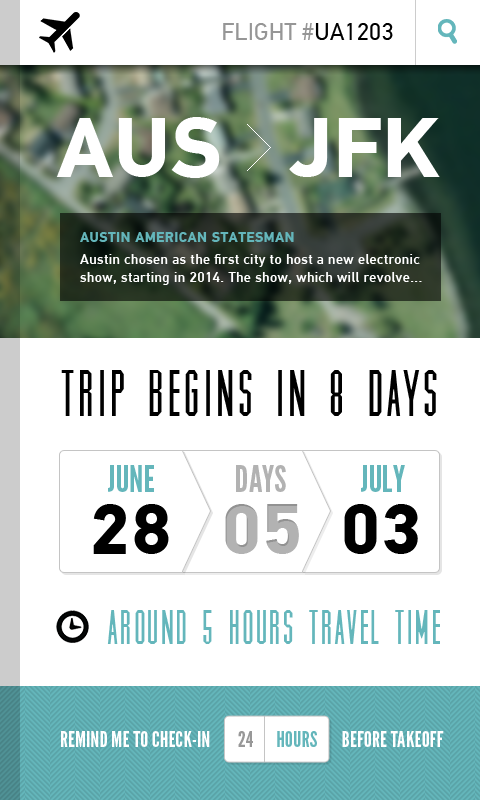 FLIGHT #UA1203
AUS > JFK
AUSTIN AMERICAN STATESMAN
Austin chosen as the first city to host a new electronic
show, starting in 2014. The show, which will revolve...
TRIP BEGINS IN 8 DAYS
JUNE DAYS JULY
28 05 03
AROUND 5 HOURS TRAVEL TIME
REMIND ME TO CHECK-IN 24 HOURS BEFORE TAKEOFF